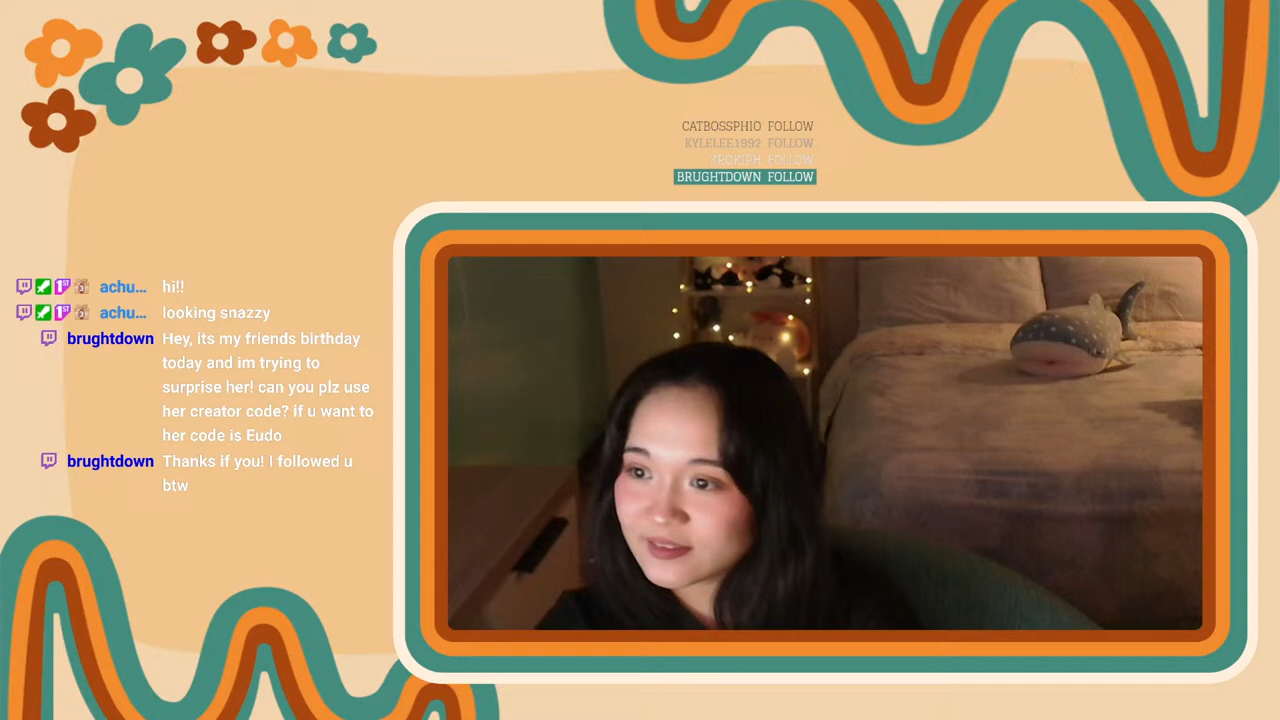 CATBOSSPHIO FOLLOW
KYLELEE1992 FOLLOW
KROKIPH FOLLOW
BRUGHTDOWN FOLLOW
achu... hi!!
achu... looking snazzy
brughtdown Hey, its my friends birthday
today and im trying to
surprise her! can you plz use
her creator code? if u want to
her code is Eudo
brughtdown Thanks if you! I followed u
btw